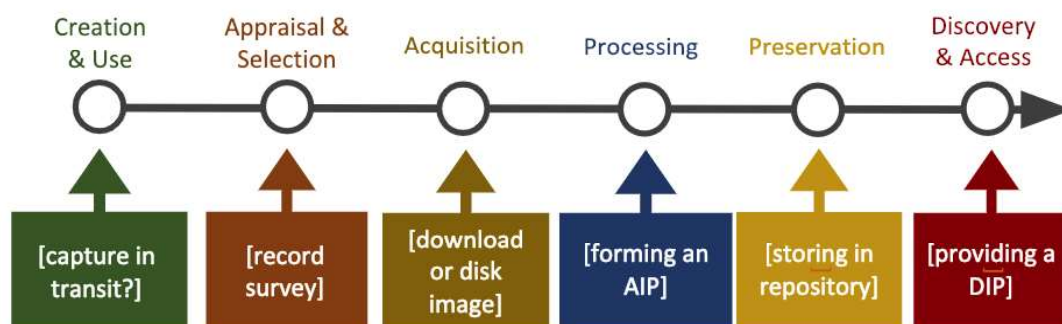 Creation
& Use
Appraisal &
Selection
Acquisition
Processing
Preservation
Discovery
& Access
[capture in
transit?]
[record
survey]
[download
or disk
image]
[forming an
AIP]
[storing in
repository]
[providing a
DIP]